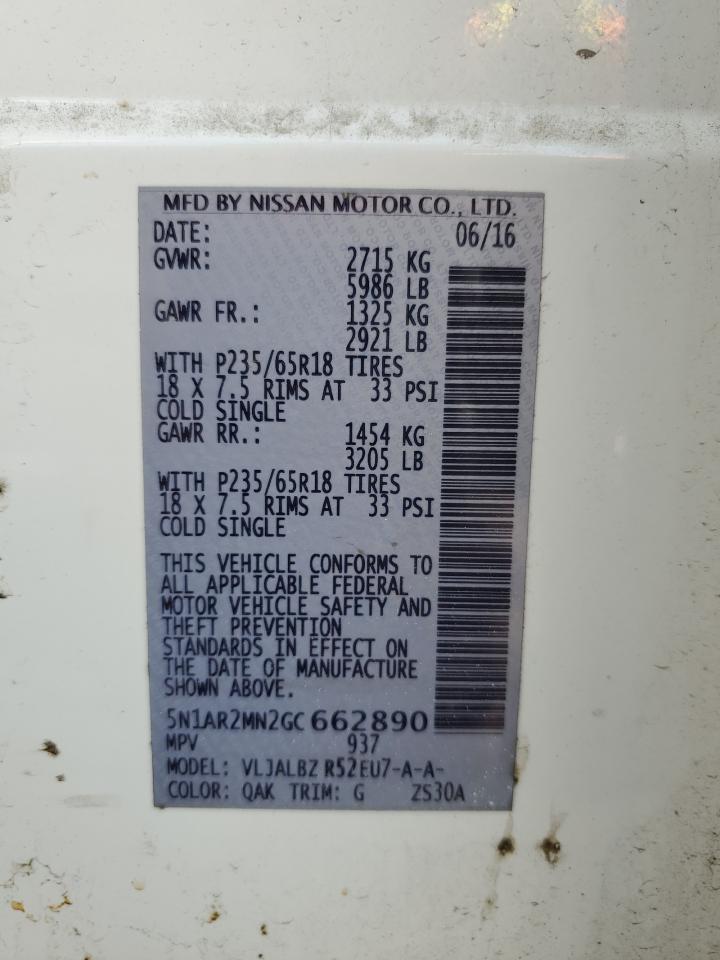 MFD BY NISSAN MOTOR CO., LTD.
DATE: 06/16
GVWR: 2715 KG
5986 LB
GAWR FR.: 1325 KG
2921 LB
WITH P235/65R18 TIRES
18 X 7.5 RIMS AT 33 PSI
COLD SINGLE
GAWR RR.: 1454 KG
3205 LB
WITH P235/65R18 TIRES
18 X 7.5 RIMS AT 33 PSI
COLD SINGLE
THIS VEHICLE CONFORMS TO
ALL APPLICABLE FEDERAL
MOTOR VEHICLE SAFETY AND
THEFT PREVENTION
STANDARDS IN EFFECT ON
THE DATE OF MANUFACTURE
SHOWN ABOVE.
5N1AR2MN2GC 662890
MPV 937
MODEL: VLJALBZ R52EU7-A-A-
COLOR: QAK TRIM: G ZS30A